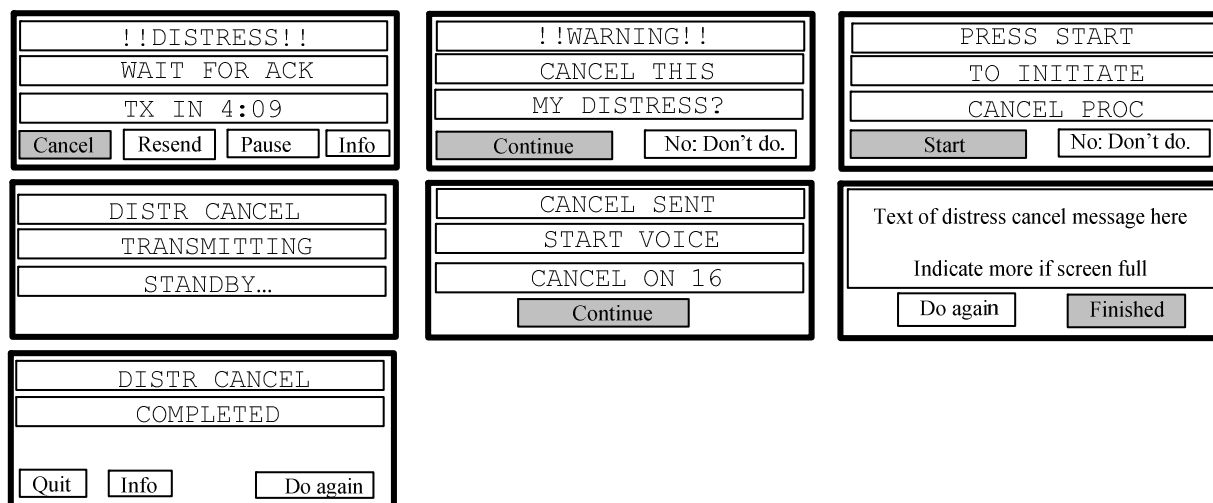 !!DISTRESS!!
WAIT FOR ACK
TX IN 4:09
Cancel Resend Pause Info
!!WARNING!!
CANCEL THIS
MY DISTRESS?
Continue No: Don't do.
PRESS START
TO INITIATE
CANCEL PROC
Start No: Don't do.
DISTR CANCEL
TRANSMITTING
STANDBY…
CANCEL SENT
START VOICE
CANCEL ON 16
Continue
Text of distress cancel message here
Indicate more if screen full
Do again Finished
DISTR CANCEL
COMPLETED
Quit Info Do again